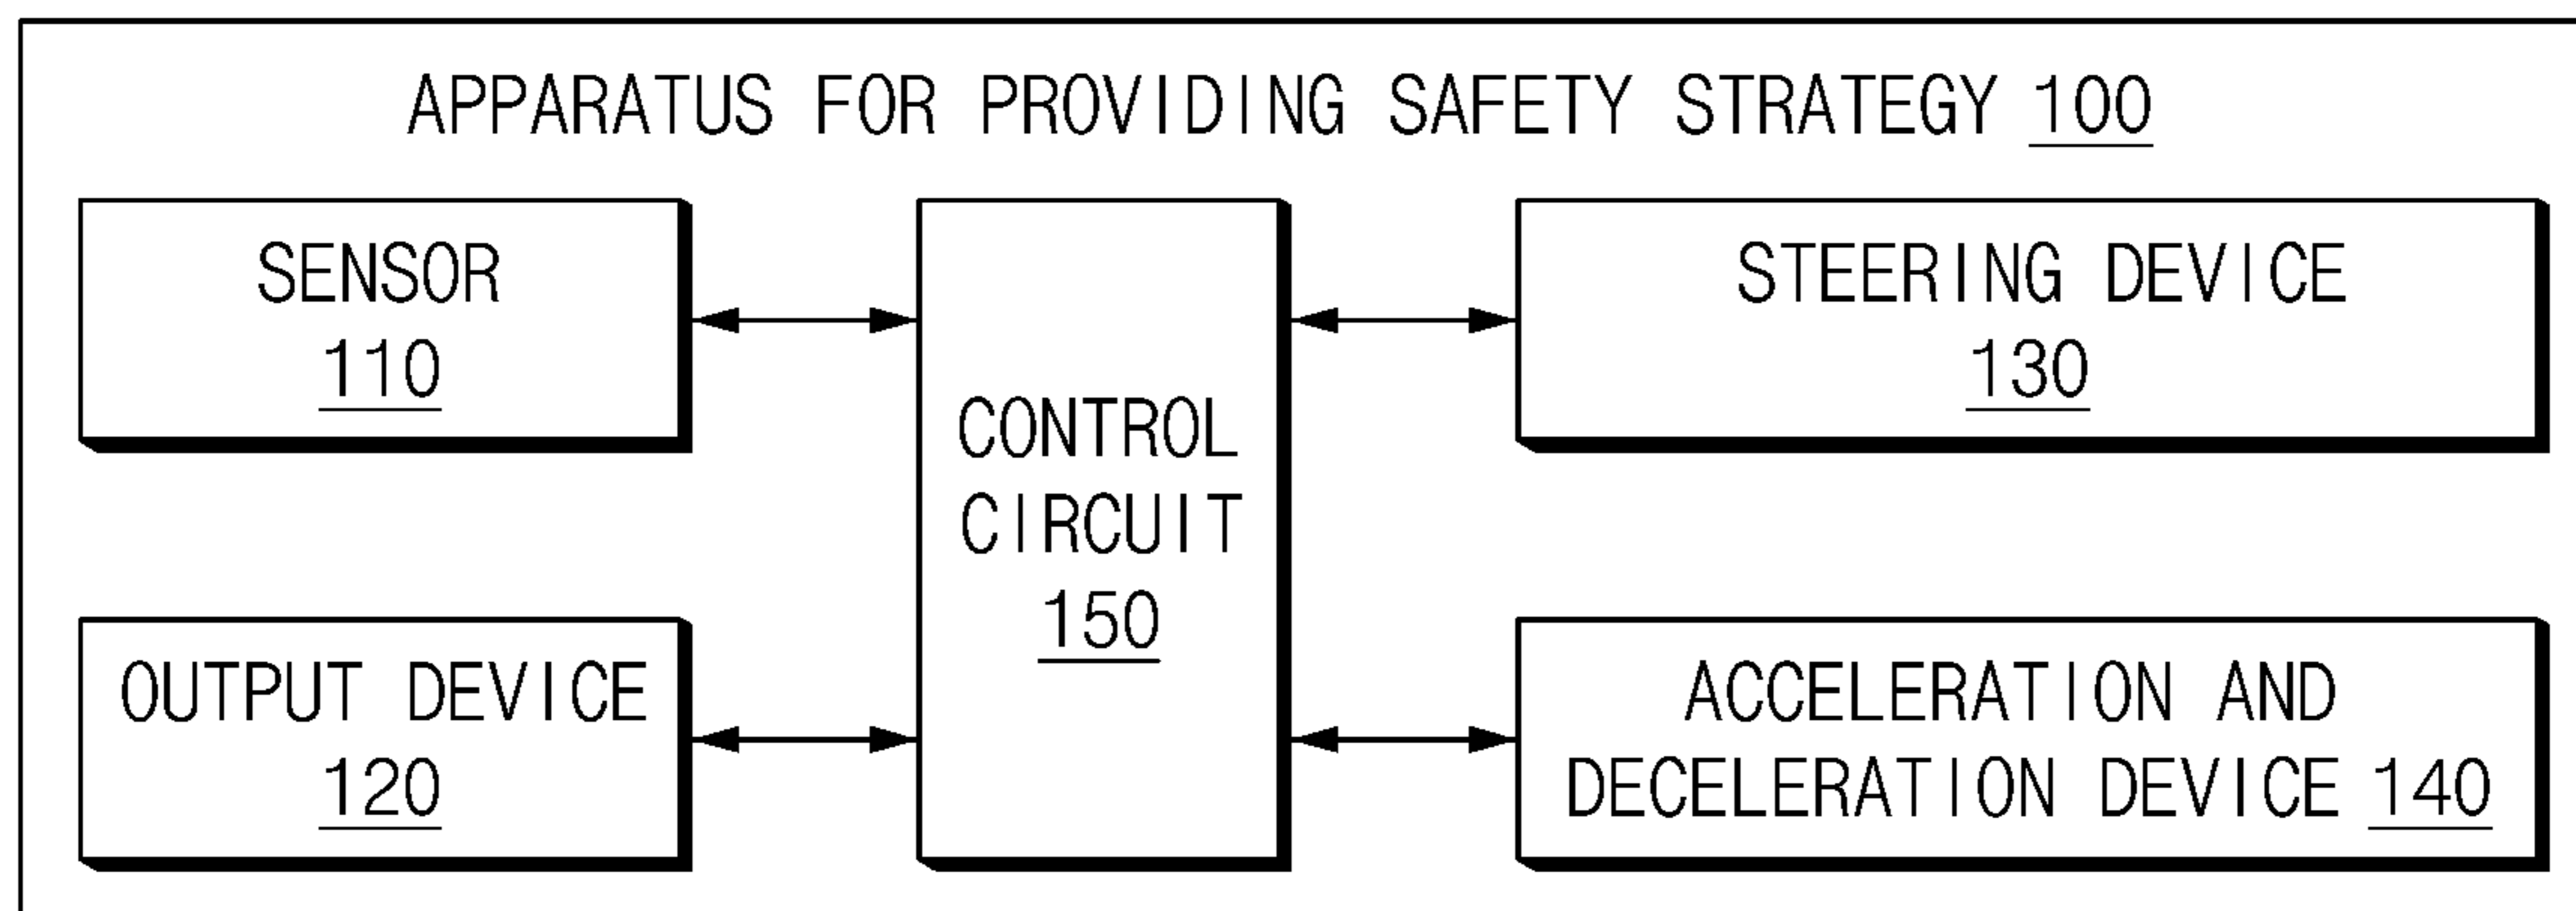 APPARATUS FOR PROVIDING SAFETY STRATEGY 100
SENSOR
110
OUTPUT DEVICE
120
CONTROL
CIRCUIT
150
STEERING DEVICE
130
ACCELERATION AND
DECELERATION DEVICE 140